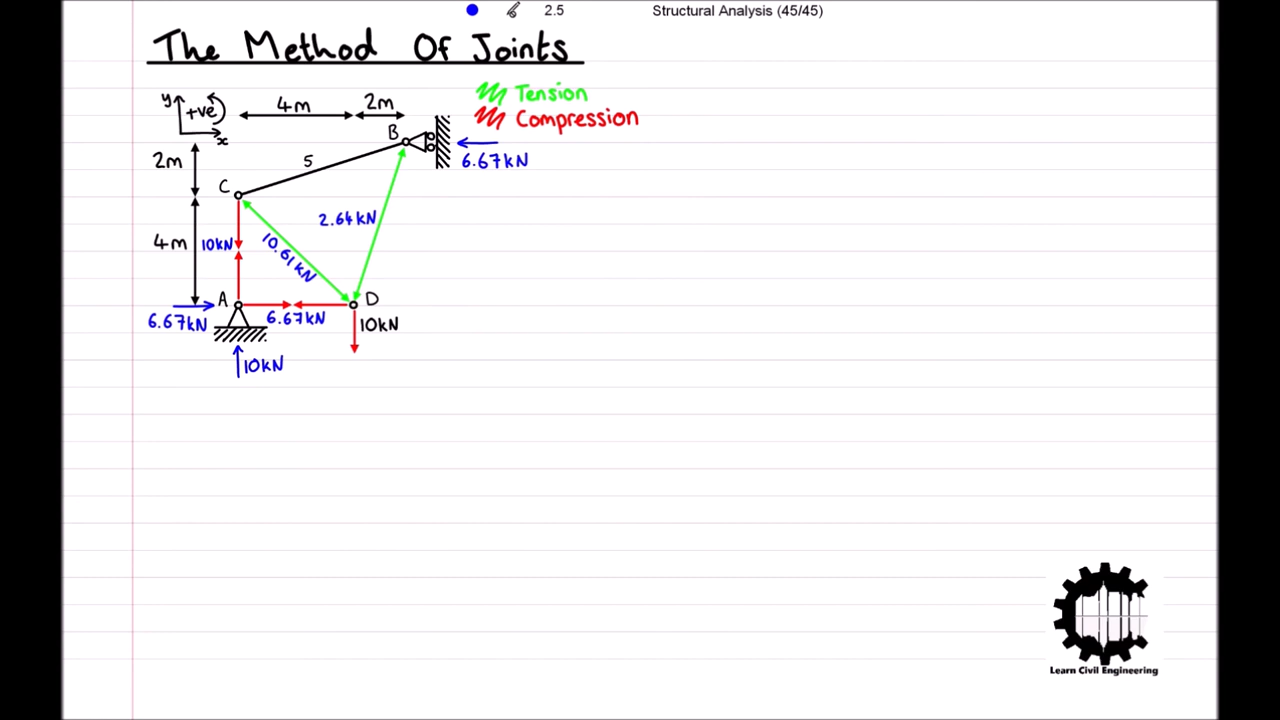 2.5 Structural Analysis (45/45)
The Method Of Joints
Tension
Compression
y +ve x
4m 2m
B
6.67kN
2m
5
C
2.64kN
4m 10kN 10.61kN
A D
6.67kN 6.67kN 10kN
10kN
Learn Civil Engineering